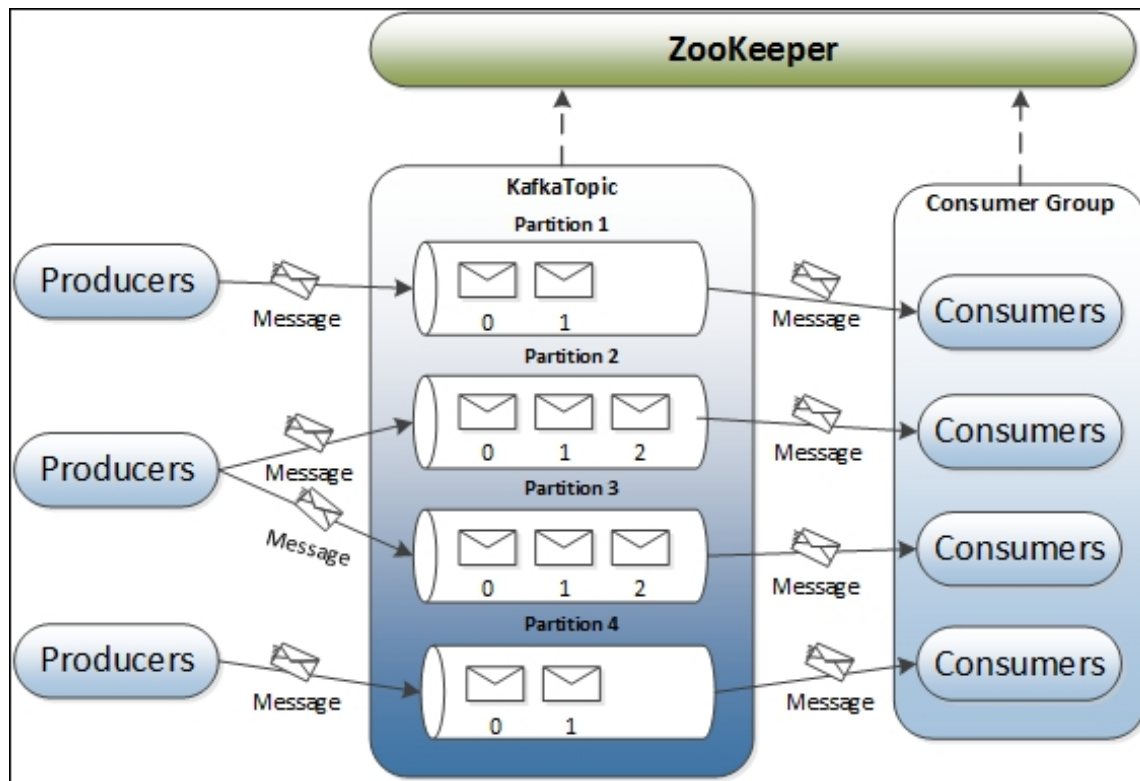 ZooKeeper
KafkaTopic
Consumer Group
Partition 1
Producers
Message
0 1
Message
Consumers
Partition 2
Producers
Message
Message
0 1 2
Message
Consumers
Partition 3
0 1 2
Message
Consumers
Partition 4
Producers
Message
0 1
Message
Consumers